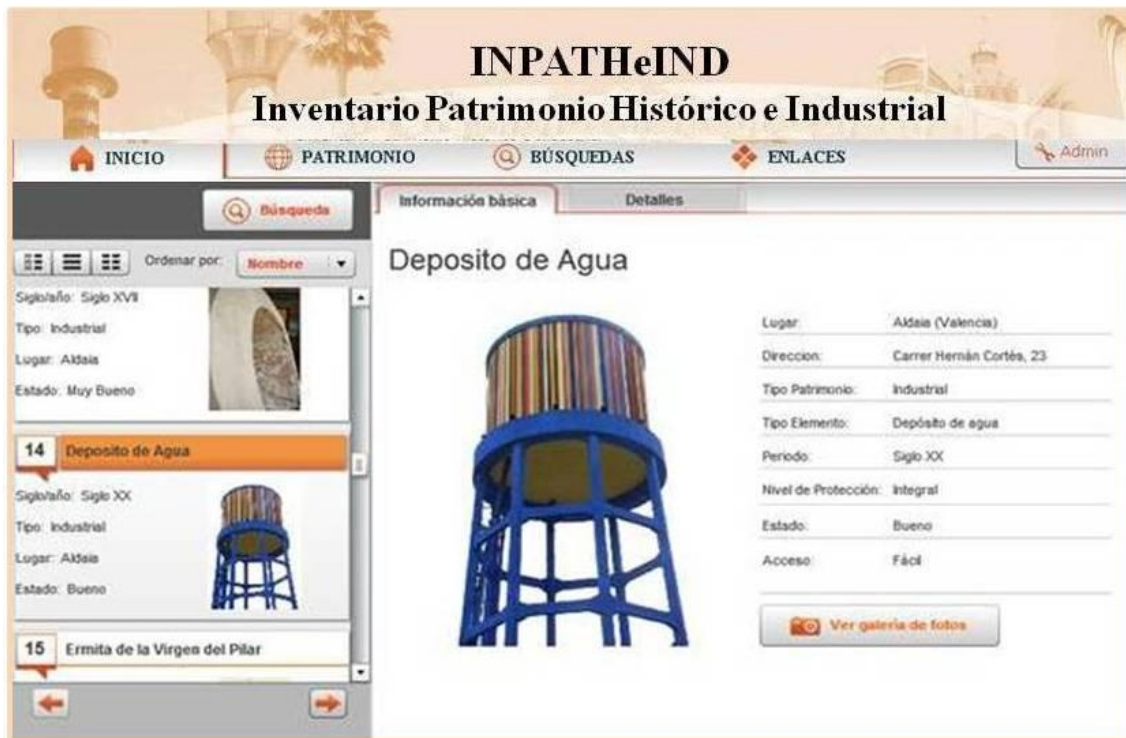 INPATHeIND
Inventario Patrimonio Histórico e Industrial
INICIO
PATRIMONIO
BÚSQUEDAS
ENLACES
Admin
Búsqueda
Ordenar por:
Nombre
Siglo/año: Siglo XVII
Tipo: Industrial
Lugar: Aldaia
Estado: Muy Bueno
14 Deposito de Agua
Siglo/año: Siglo XX
Tipo: Industrial
Lugar: Aldaia
Estado: Bueno
15 Ermita de la Virgen del Pilar
Información bàsica
Detalles
Deposito de Agua
Lugar: Aldaia (Valencia)
Direccion: Carrer Hernán Cortés, 23
Tipo Patrimonio: Industrial
Tipo Elemento: Depósito de agua
Periodo: Siglo XX
Nivel de Protección: Integral
Estado: Bueno
Acceso: Fácil
Ver galeria de fotos